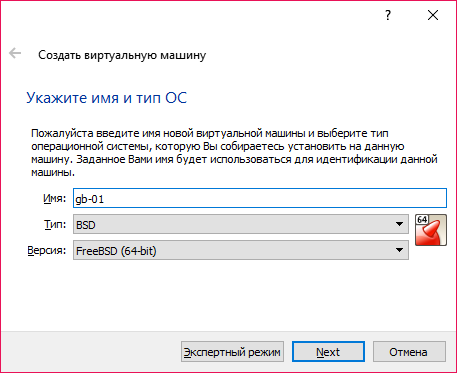 Создать виртуальную машину
Укажите имя и тип ОС
Пожалуйста введите имя новой виртуальной машины и выберите тип
операционной системы, которую Вы собираетесь установить на данную
машину. Заданное Вами имя будет использоваться для идентификации данной
машины.
Имя: gb-01
Тип: BSD
64
Версия: FreeBSD (64-bit)
Экспертный режим Next Отмена